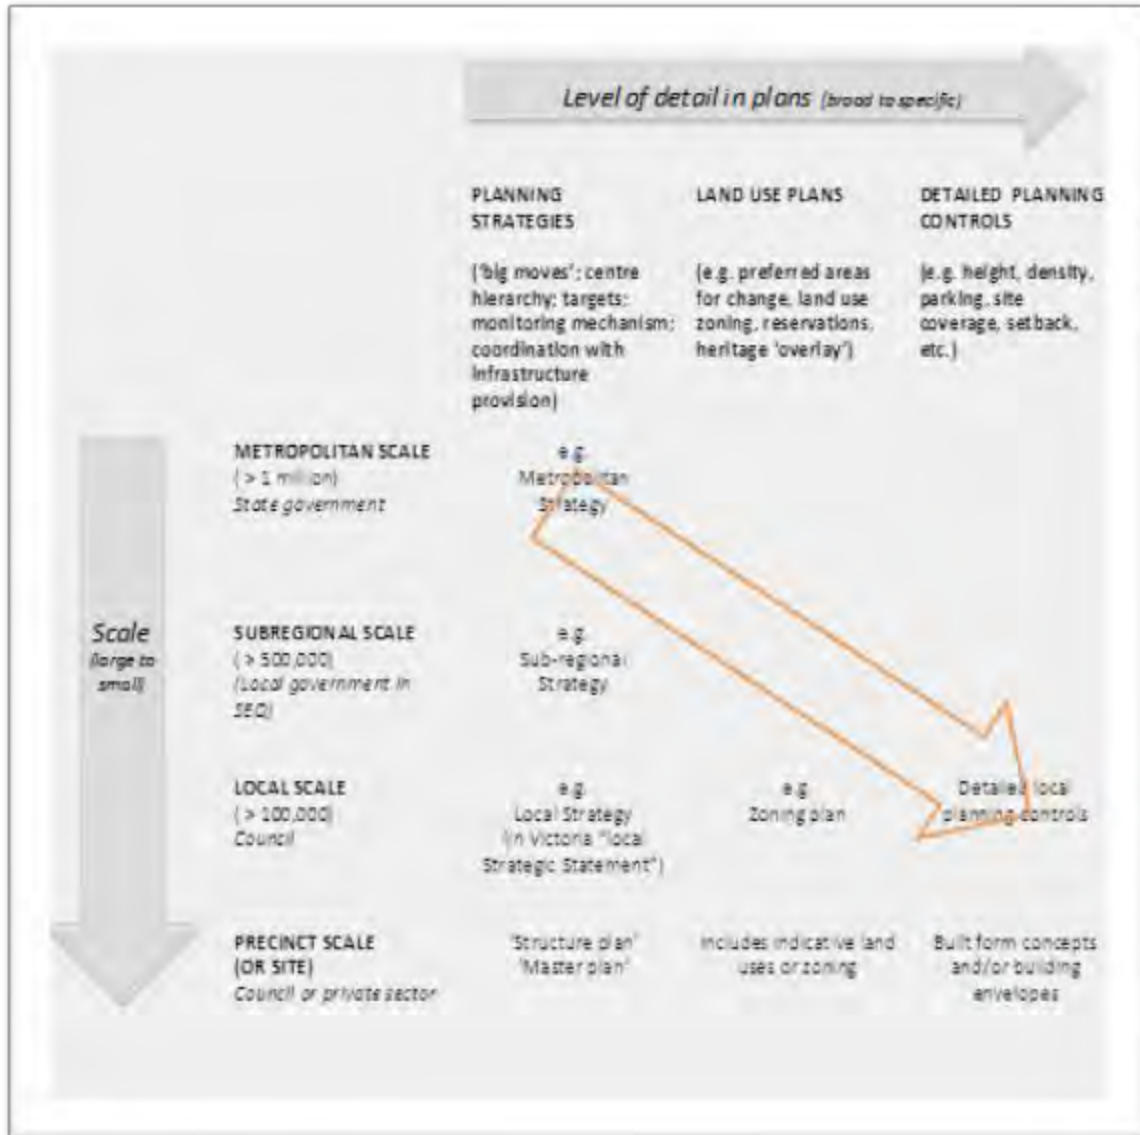 Level of detail in plans (broad to specific)
PLANNING
STRATEGIES
('big moves'; centre
hierarchy; targets;
monitoring mechanism;
coordination with
infrastructure
provision)
LAND USE PLANS
(e.g. preferred areas
for change, land use
zoning, reservations,
heritage 'overlay')
DETAILED PLANNING
CONTROLS
(e.g. height, density,
parking, site
coverage, setback,
etc.)
Scale
(large to
small)
METROPOLITAN SCALE
( > 1 million)
State government
e.g.
Metropolitan
Strategy
SUBREGIONAL SCALE
( > 500,000)
(Local government in
SEQ)
e.g.
Sub-regional
Strategy
LOCAL SCALE
( > 100,000)
Council
e.g.
Local Strategy
(in Victoria "local
Strategic Statement")
e.g.
Zoning plan
Detailed local
planning controls
PRECINCT SCALE
(OR SITE)
Council or private sector
'Structure plan'
'Master plan'
Includes indicative land
uses or zoning
Built form concepts
and/or building
envelopes